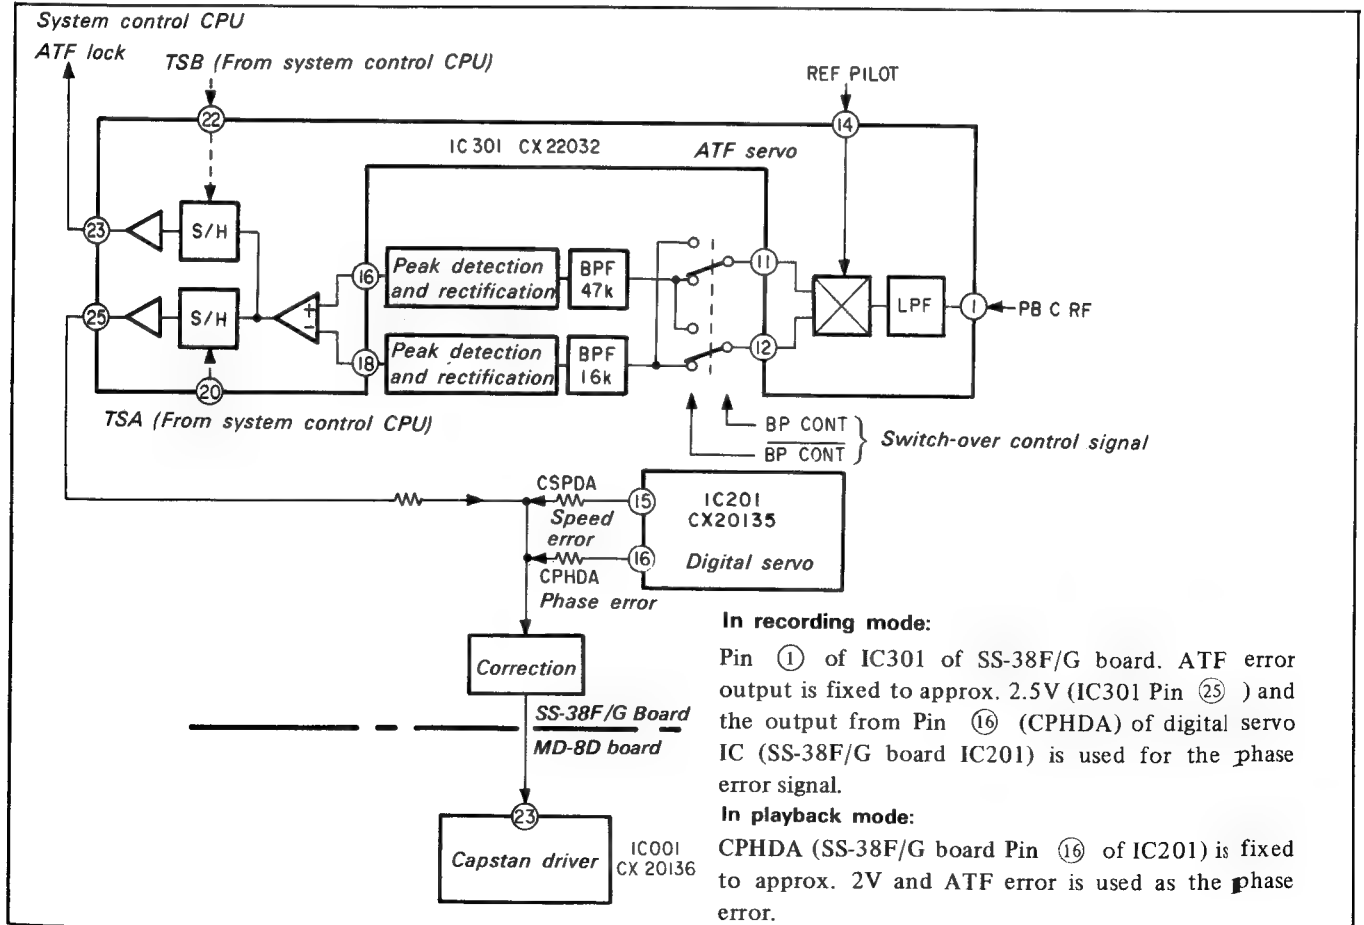 System control CPU
ATF lock
TSB (From system control CPU)
REF PILOT
22
14
IC301 CX22032
ATF servo
23
S/H
16
Peak detection
and rectification
BPF
47k
11
25
S/H
+
-
LPF
1
PB C RF
18
Peak detection
and rectification
BPF
16k
12
20
TSA (From system control CPU)
BP CONT
BP CONT
Switch-over control signal
CSPDA
15
Speed
error
IC201
CX20135
16
Digital servo
CPHDA
Phase error
Correction
SS-38F/G Board
MD-8D board
23
Capstan driver
IC001
CX 20136
In recording mode:
Pin ① of IC301 of SS-38F/G board. ATF error
output is fixed to approx. 2.5V (IC301 Pin ㉕ ) and
the output from Pin ⑯ (CPHDA) of digital servo
IC (SS-38F/G board IC201) is used for the phase
error signal.
In playback mode:
CPHDA (SS-38F/G board Pin ⑯ of IC201) is fixed
to approx. 2V and ATF error is used as the phase
error.